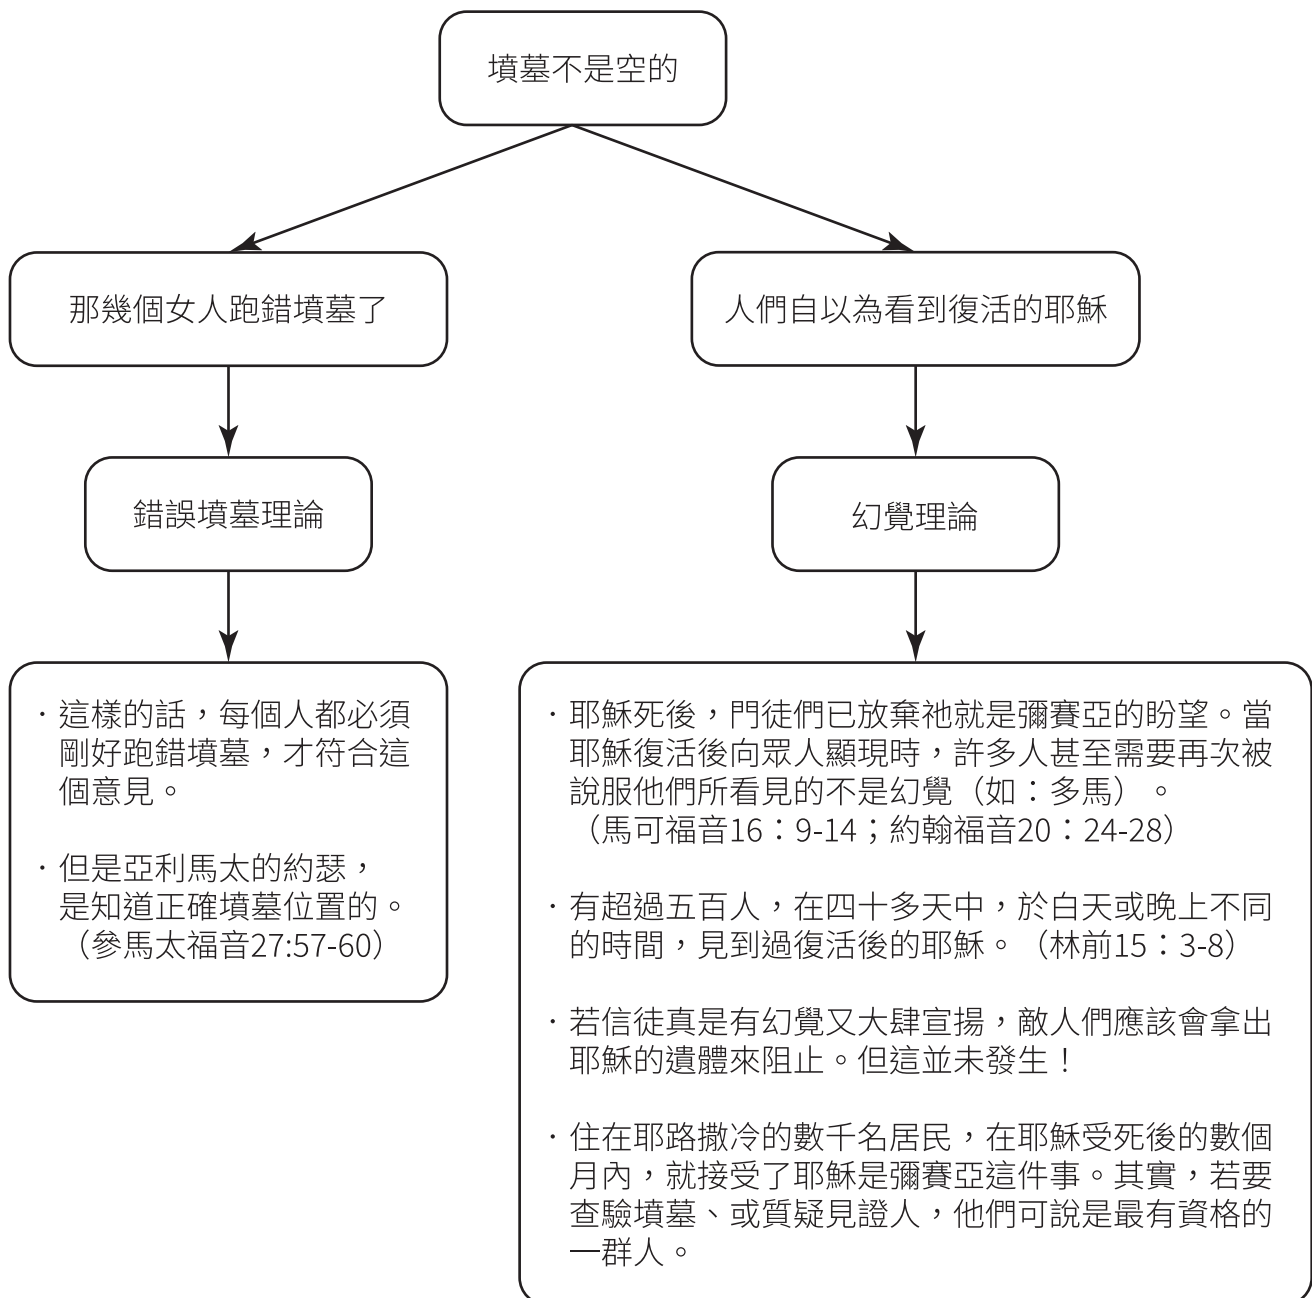 墳墓不是空的
那幾個女人跑錯墳墓了
人們自以為看到復活的耶穌
錯誤墳墓理論
幻覺理論
·這樣的話，每個人都必須
剛好跑錯墳墓，才符合這
個意見。
·但是亞利馬太的約瑟，
是知道正確墳墓位置的。
（參馬太福音27:57-60）
·耶穌死後，門徒們已放棄祂就是彌賽亞的盼望。當
耶穌復活後向眾人顯現時，許多人甚至需要再次被
說服他們所看見的不是幻覺（如：多馬）。
（馬可福音16：9-14；約翰福音20：24-28）
·有超過五百人，在四十多天中，於白天或晚上不同
的時間，見到過復活後的耶穌。（林前15：3-8）
·若信徒真是有幻覺又大肆宣揚，敵人們應該會拿出
耶穌的遺體來阻止。但這並未發生！
·住在耶路撒冷的數千名居民，在耶穌受死後的數個
月內，就接受了耶穌是彌賽亞這件事。其實，若要
查驗墳墓、或質疑見證人，他們可說是最有資格的
一群人。